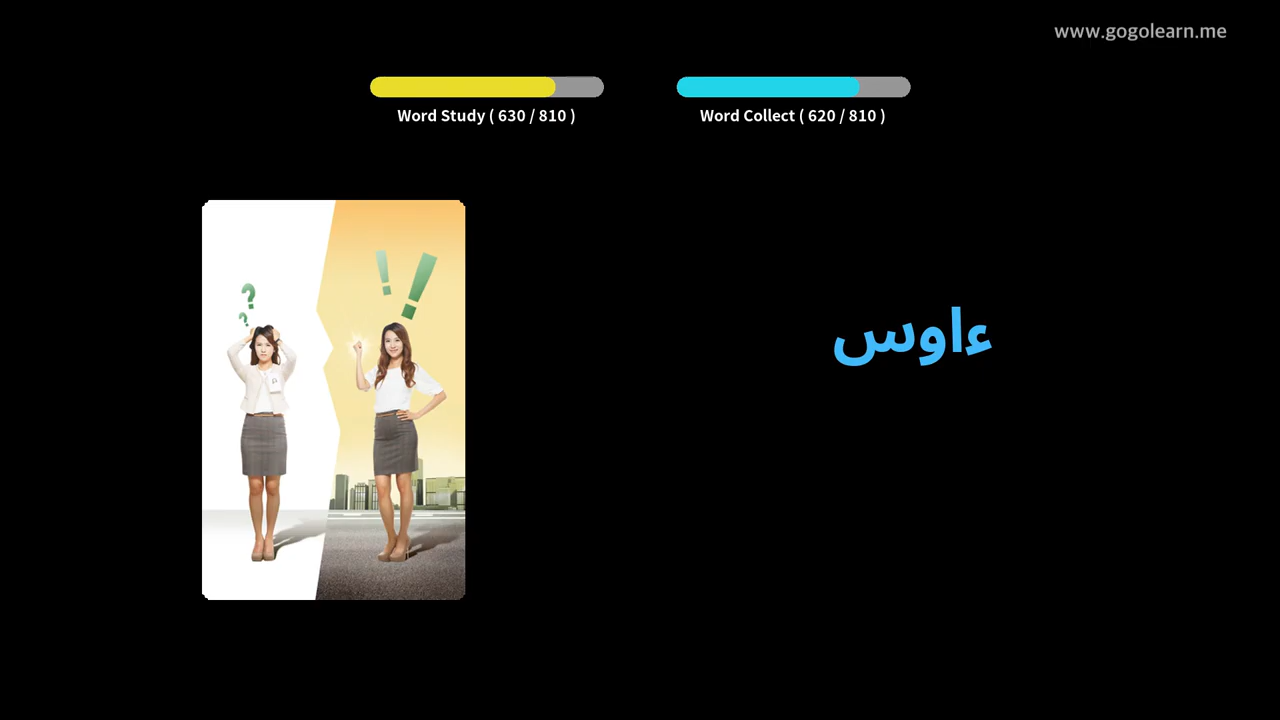 www.gogolearn.me
Word Study ( 630 / 810 )
Word Collect ( 620 / 810 )
? ? ! !
ءاوس